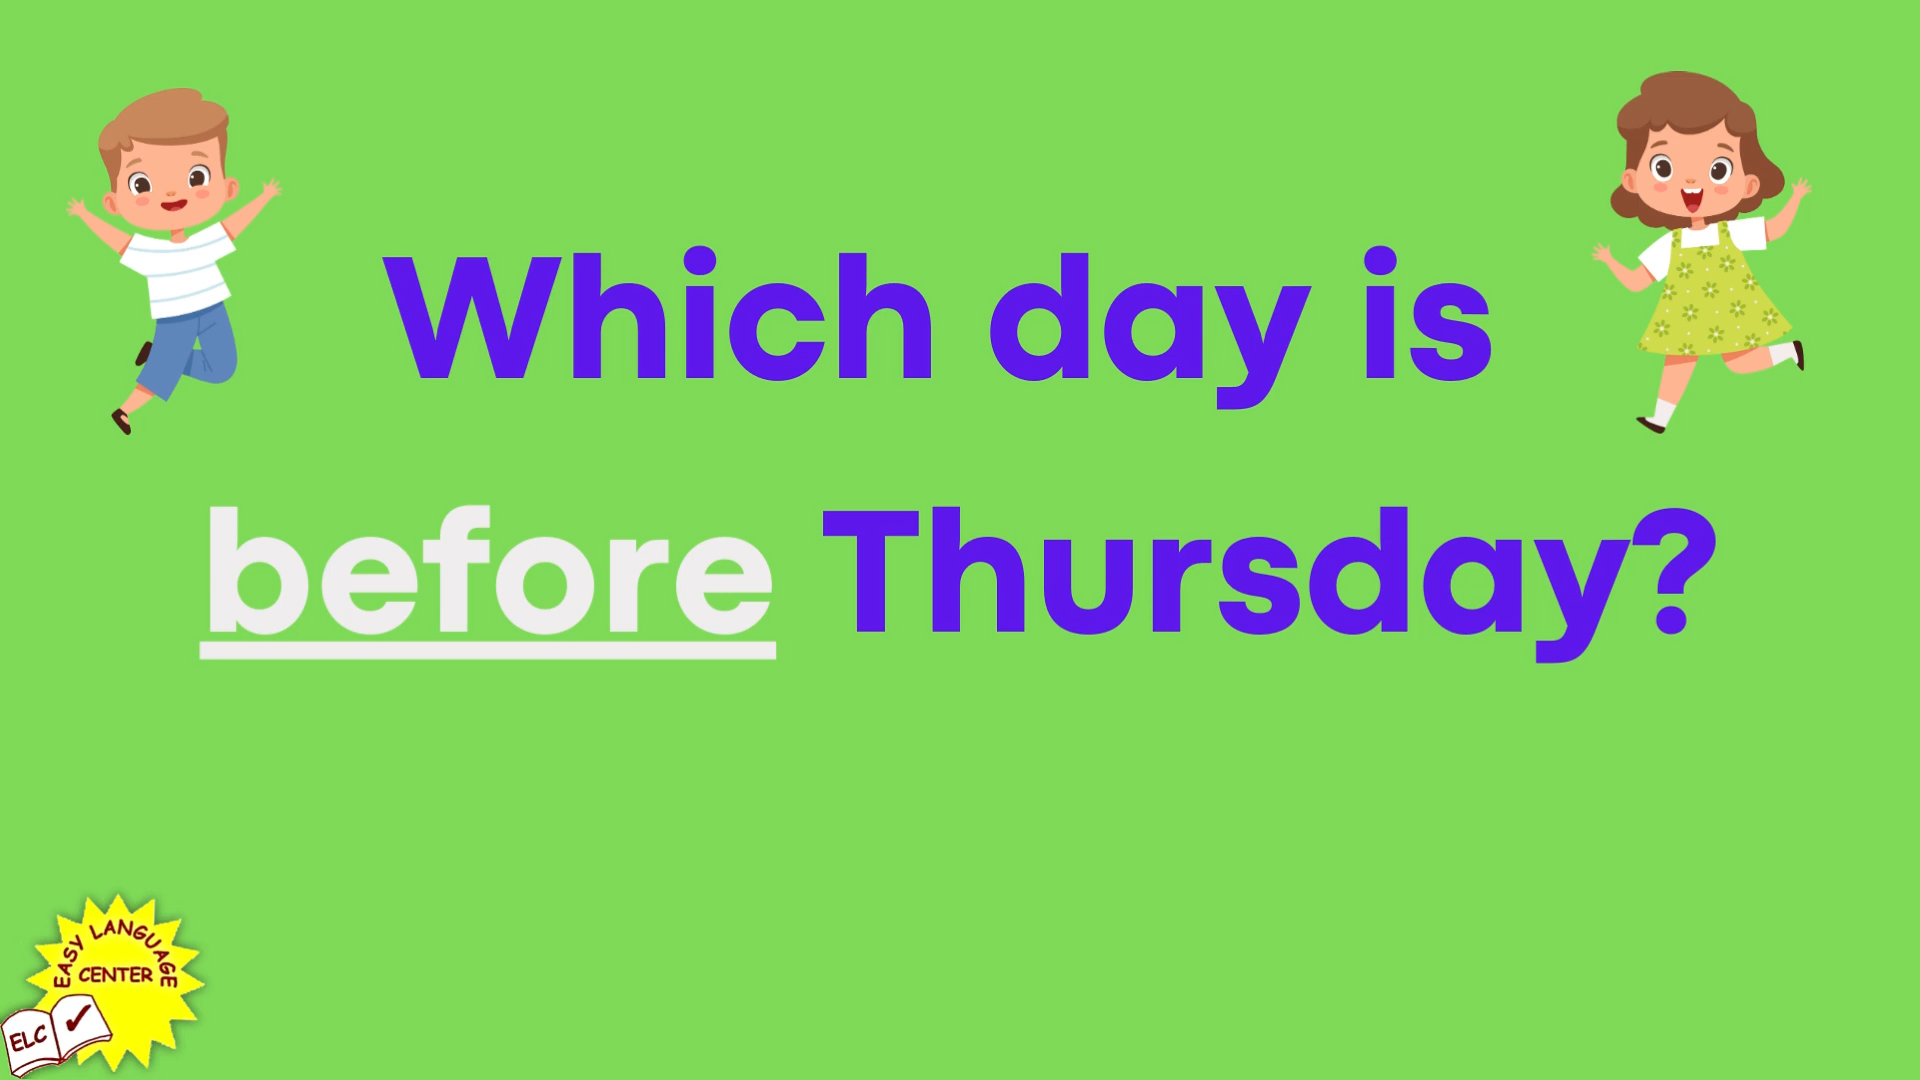 Which day is
before Thursday?
EASY LANGUAGE
CENTER
ELC